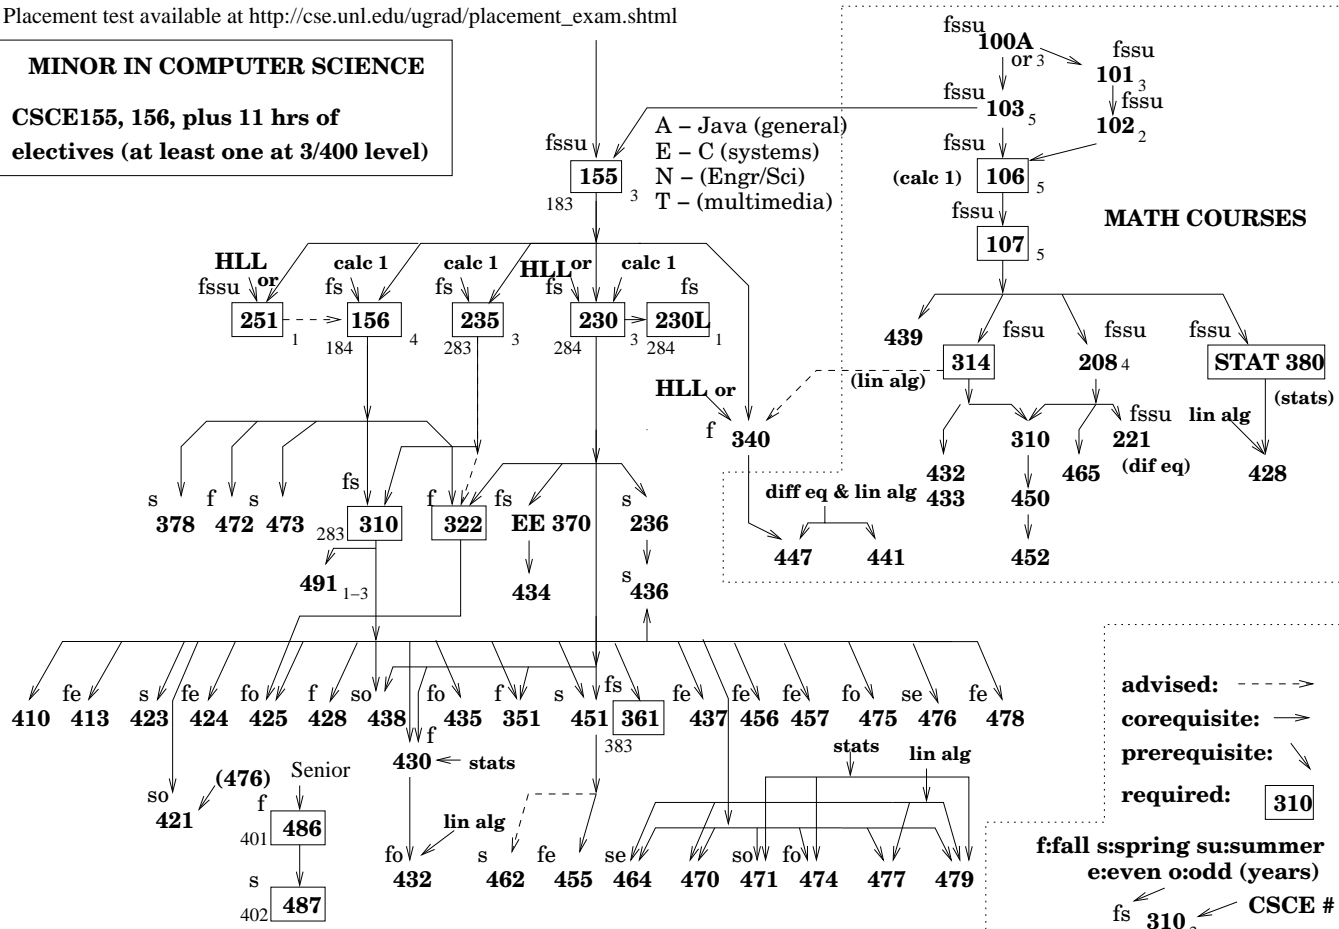 Placement test available at http://cse.unl.edu/ugrad/placement_exam.shtml
MINOR IN COMPUTER SCIENCE
CSCE155, 156, plus 11 hrs of
electives (at least one at 3/400 level)
fssu
100A
or 3
fssu
101 3
fssu
103 5
fssu
102 2
A – Java (general)
E – C (systems)
N – (Engr/Sci)
T – (multimedia)
fssu
155
183 3
fssu
(calc 1) 106 5
fssu
107 5
MATH COURSES
HLL or
fssu
251 1
calc 1
fs
156
184 4
calc 1
fs
235
283 3
HLL or calc 1
fs
230
284 3
fs
230L
284 1
439
fssu
314
(lin alg)
fssu
208 4
fssu
STAT 380
(stats)
HLL or
f 340
310
fssu
221
(dif eq)
lin alg
428
432
433
465
450
452
diff eq & lin alg
447
441
s
378
f
472
s
473
fs
310
283
f
322
fs
EE 370
s
236
491 1–3
434
s
436
410
fe
413
s
423
fe
424
fo
425
f
428
so
438
fo
435
f
351
s
451
fs
361
383
fe
437
fe
456
fe
457
fo
475
se
476
fe
478
f
430 stats
so
421
(476)
Senior
f
486
401
s
487
402
lin alg
fo
432
s
462
fe
455
stats
lin alg
se
464
470
so
471
fo
474
477
479
advised:
corequisite:
prerequisite:
required: 310
f:fall s:spring su:summer
e:even o:odd (years)
fs 310 CSCE #